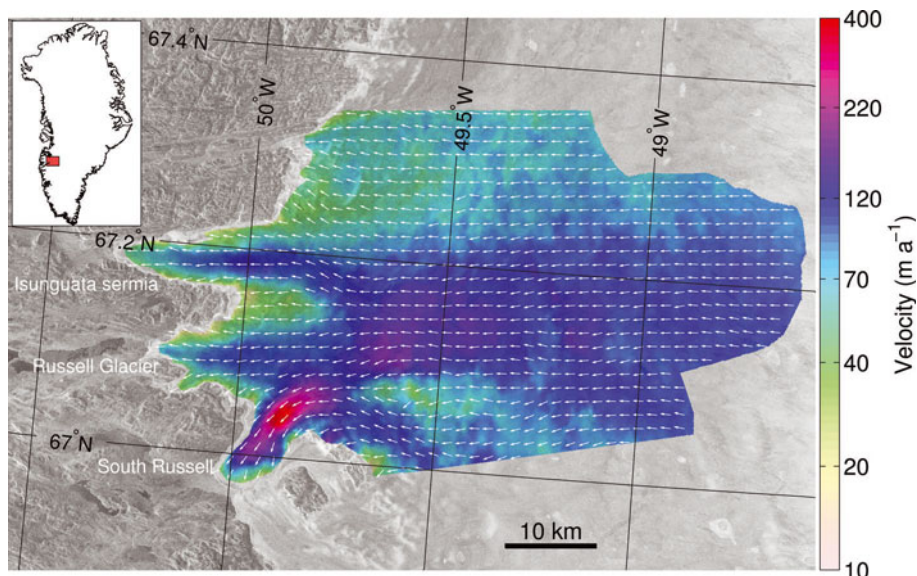 67.4°N
50°W
49.5°W
49°W
67.2°N
Isunguata sermia
Russell Glacier
67°N
South Russell
10 km
400
220
120
70
40
20
10
Velocity (m a⁻¹)